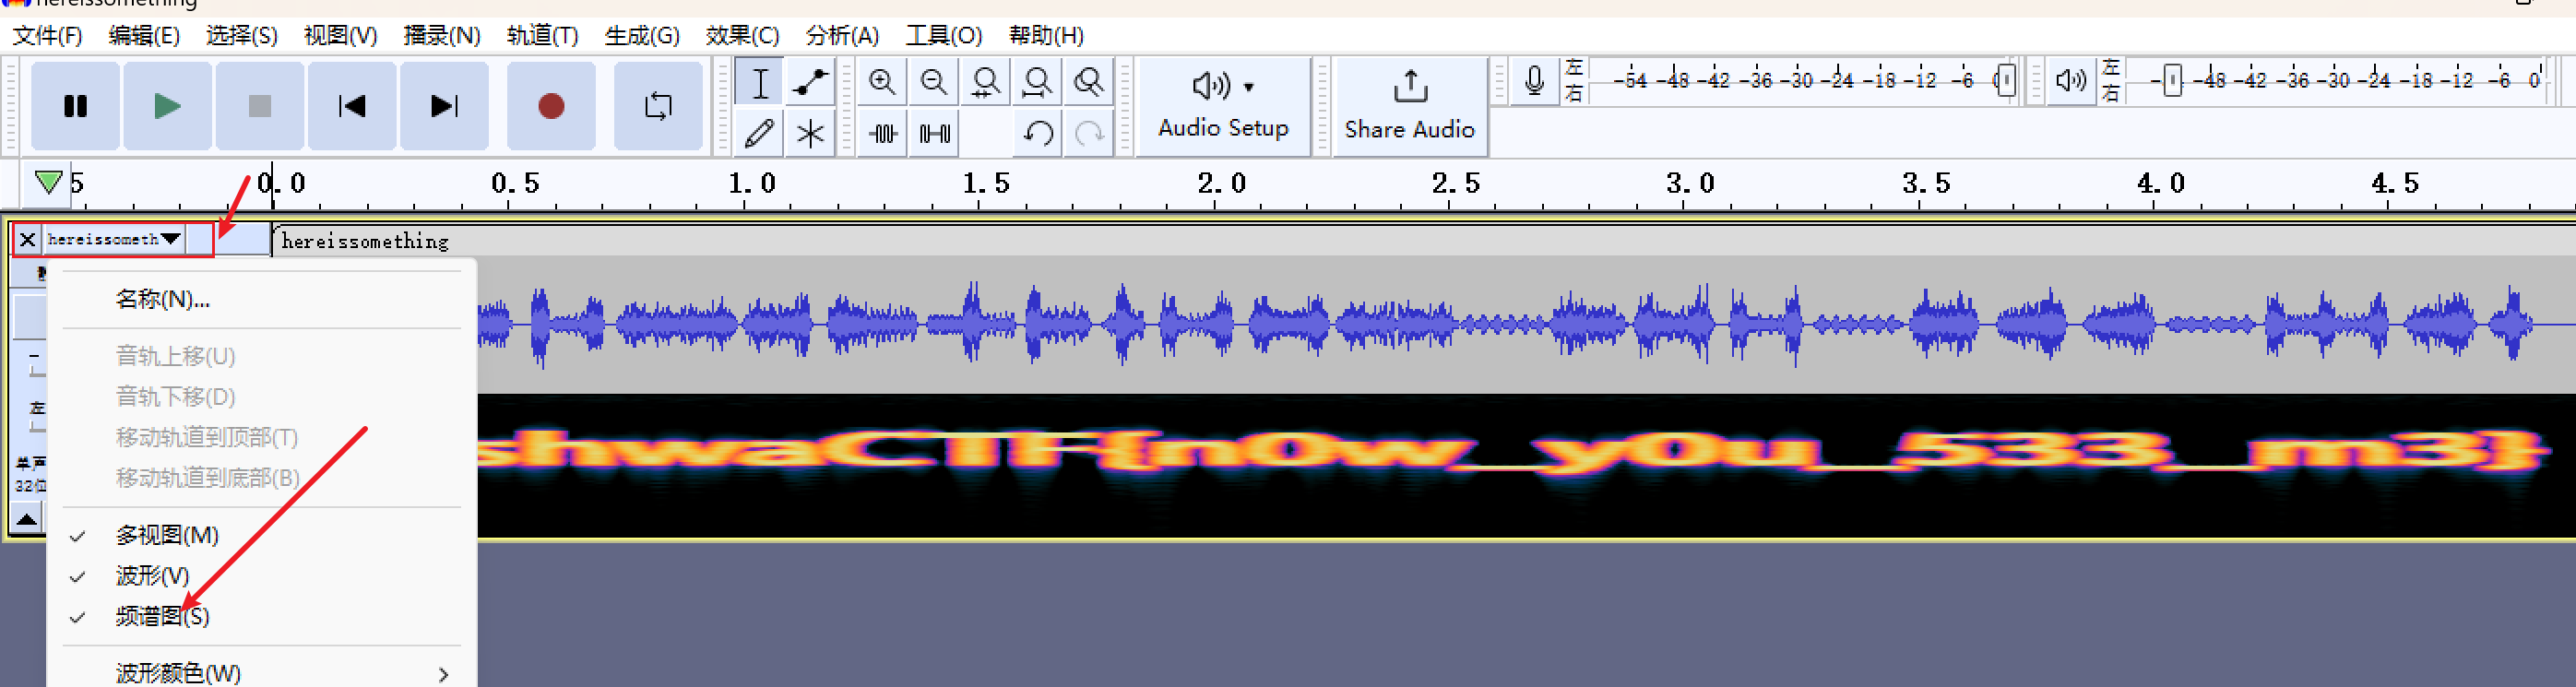 hereissomething
文件(F) 编辑(E) 选择(S) 视图(V) 播录(N) 轨道(T) 生成(G) 效果(C) 分析(A) 工具(O) 帮助(H)
左 -54 -48 -42 -36 -30 -24 -18 -12 -6
右
左 -48 -42 -36 -30 -24 -18 -12 -6 0
右
Audio Setup
Share Audio
5 0.0 0.5 1.0 1.5 2.0 2.5 3.0 3.5 4.0 4.5
hereissometh
hereissomething
名称(N)...
音轨上移(U)
音轨下移(D)
移动轨道到顶部(T)
移动轨道到底部(B)
多视图(M)
波形(V)
频谱图(S)
波形颜色(W)
左
单声
32位
shwaCTF{n0w_y0u_533_m3}